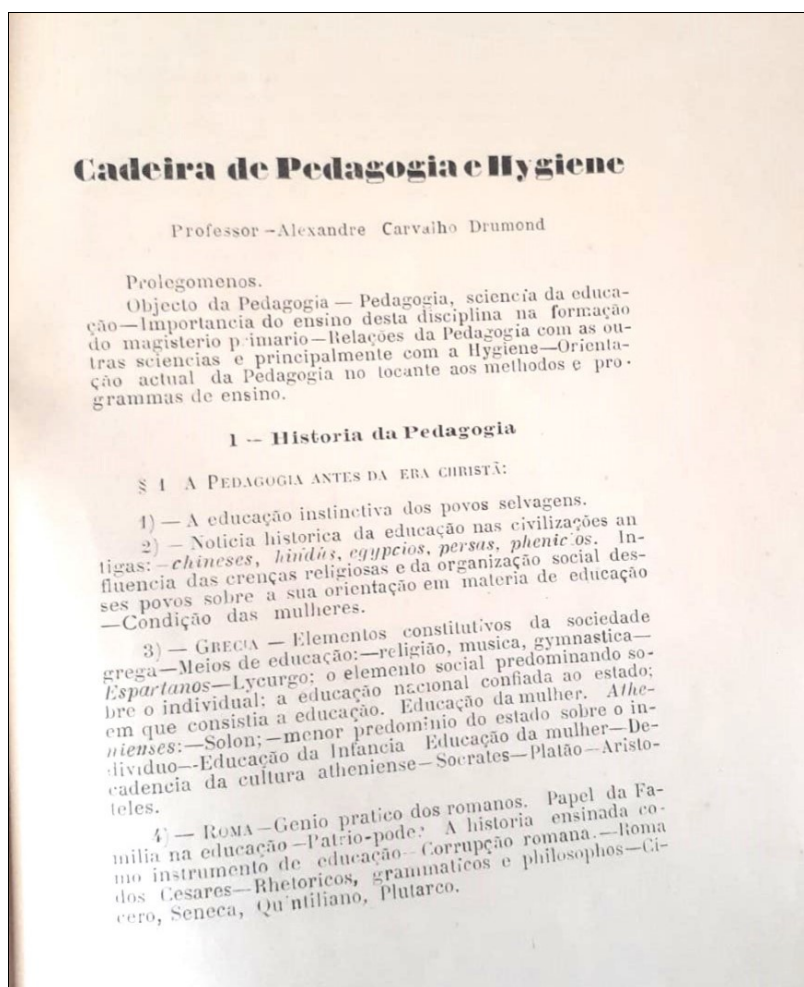 Cadeira de Pedagogia e Hygiene
Professor — Alexandre Carvalho Drumond
Prolegomenos.
Objecto da Pedagogia — Pedagogia, sciencia da educa-
ção—Importancia do ensino desta disciplina na formação
do magisterio p imario—Relações da Pedagogia com as ou-
tras sciencias e principalmente com a Hygiene—Orienta-
ção actual da Pedagogia no tocante aos methodos e pro-
grammas de ensino.
1 — Historia da Pedagogia
§ 1 A PEDAGOGIA ANTES DA ERA CHRISTÃ:
1) — A educação instinctiva dos povos selvagens.
2) — Noticia historica da educação nas civilizações an
tigas:—chineses, hindús, egypcios, persas, phenicios. In-
fluencia das crenças religiosas e da organização social des-
ses povos sobre a sua orientação em materia de educação
—Condição das mulheres.
3) — GRECIA — Elementos constitutivos da sociedade
grega—Meios de educação:—religião, musica, gymnastica—
Espartanos—Lycurgo; o elemento social predominando so-
bre o individual; a educação nacional confiada ao estado;
em que consistia a educação. Educação da mulher. Athe-
nienses:—Solon;—menor predominio do estado sobre o in-
dividuo—Educação da Infancia Educação da mulher—De-
cadencia da cultura atheniense—Socrates—Platão—Aristo-
teles.
4) — ROMA—Genio pratico dos romanos. Papel da Fa-
milia na educação—Patrio-pode. A historia ensinada co-
mo instrumento de educação—Corrupção romana.—Roma
dos Cesares—Rhetoricos, grammaticos e philosophos—Ci-
cero, Seneca, Quintiliano, Plutarco.